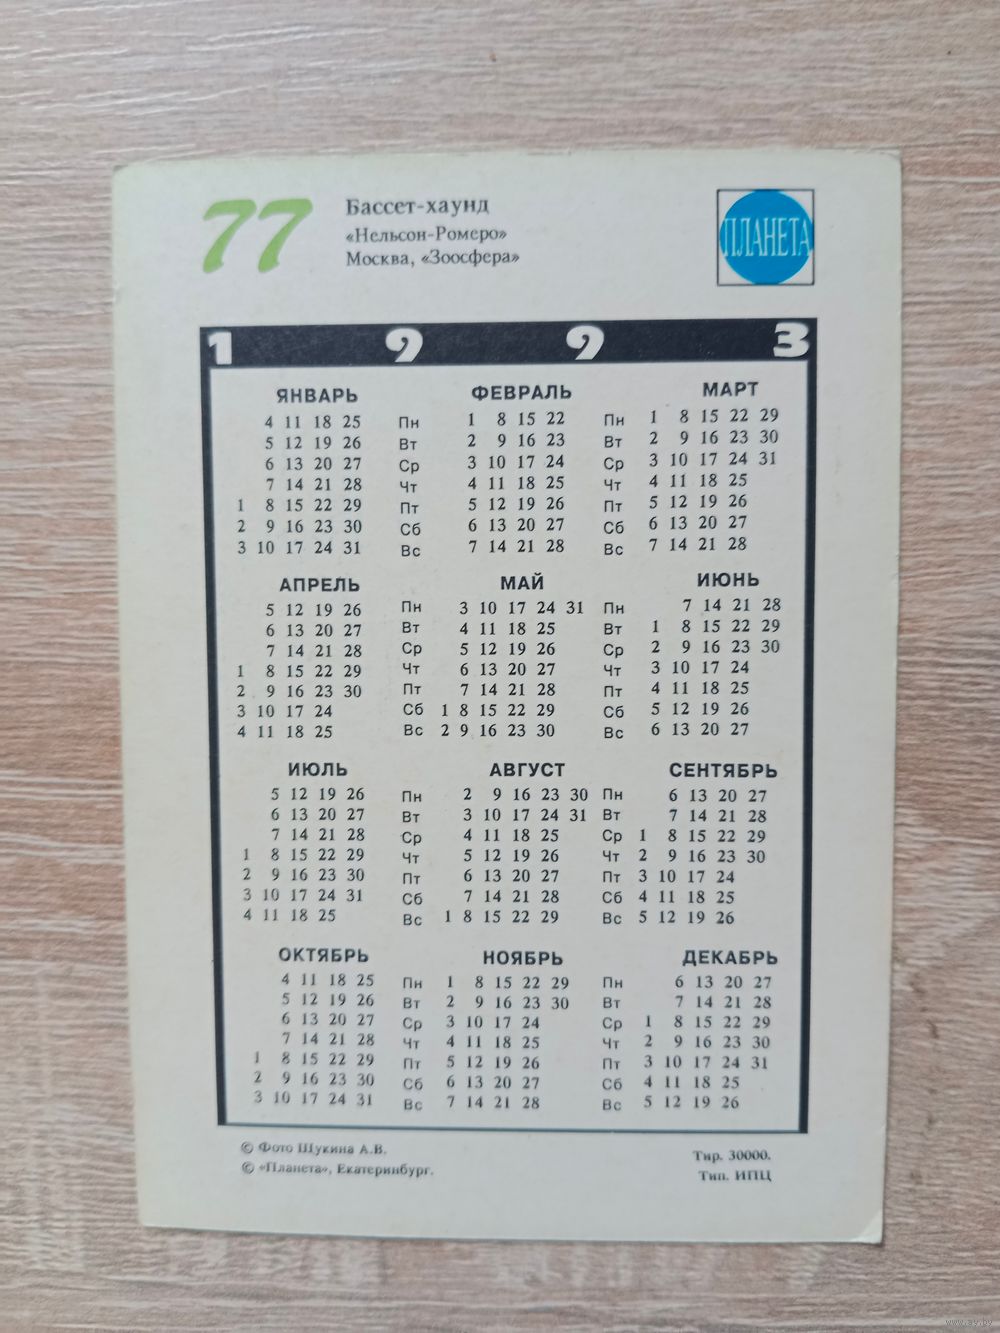 77
Бассет-хаунд
«Нельсон-Ромеро»
Москва, «Зоосфера»
ПЛАНЕТА
1 9 9 3
ЯНВАРЬ ФЕВРАЛЬ МАРТ
4 11 18 25 Пн 1 8 15 22 Пн 1 8 15 22 29
5 12 19 26 Вт 2 9 16 23 Вт 2 9 16 23 30
6 13 20 27 Ср 3 10 17 24 Ср 3 10 17 24 31
7 14 21 28 Чт 4 11 18 25 Чт 4 11 18 25
1 8 15 22 29 Пт 5 12 19 26 Пт 5 12 19 26
2 9 16 23 30 Сб 6 13 20 27 Сб 6 13 20 27
3 10 17 24 31 Вс 7 14 21 28 Вс 7 14 21 28
АПРЕЛЬ МАЙ ИЮНЬ
5 12 19 26 Пн 3 10 17 24 31 Пн 7 14 21 28
6 13 20 27 Вт 4 11 18 25 Вт 1 8 15 22 29
7 14 21 28 Ср 5 12 19 26 Ср 2 9 16 23 30
1 8 15 22 29 Чт 6 13 20 27 Чт 3 10 17 24
2 9 16 23 30 Пт 7 14 21 28 Пт 4 11 18 25
3 10 17 24 Сб 1 8 15 22 29 Сб 5 12 19 26
4 11 18 25 Вс 2 9 16 23 30 Вс 6 13 20 27
ИЮЛЬ АВГУСТ СЕНТЯБРЬ
5 12 19 26 Пн 2 9 16 23 30 Пн 6 13 20 27
6 13 20 27 Вт 3 10 17 24 31 Вт 7 14 21 28
7 14 21 28 Ср 4 11 18 25 Ср 1 8 15 22 29
1 8 15 22 29 Чт 5 12 19 26 Чт 2 9 16 23 30
2 9 16 23 30 Пт 6 13 20 27 Пт 3 10 17 24
3 10 17 24 31 Сб 7 14 21 28 Сб 4 11 18 25
4 11 18 25 Вс 1 8 15 22 29 Вс 5 12 19 26
ОКТЯБРЬ НОЯБРЬ ДЕКАБРЬ
4 11 18 25 Пн 1 8 15 22 29 Пн 6 13 20 27
5 12 19 26 Вт 2 9 16 23 30 Вт 7 14 21 28
6 13 20 27 Ср 3 10 17 24 Ср 1 8 15 22 29
7 14 21 28 Чт 4 11 18 25 Чт 2 9 16 23 30
1 8 15 22 29 Пт 5 12 19 26 Пт 3 10 17 24 31
2 9 16 23 30 Сб 6 13 20 27 Сб 4 11 18 25
3 10 17 24 31 Вс 7 14 21 28 Вс 5 12 19 26
© Фото Шукина А.В.
© «Планета», Екатеринбург.
Тир. 30000.
Тип. ИПЦ
www.ay.by